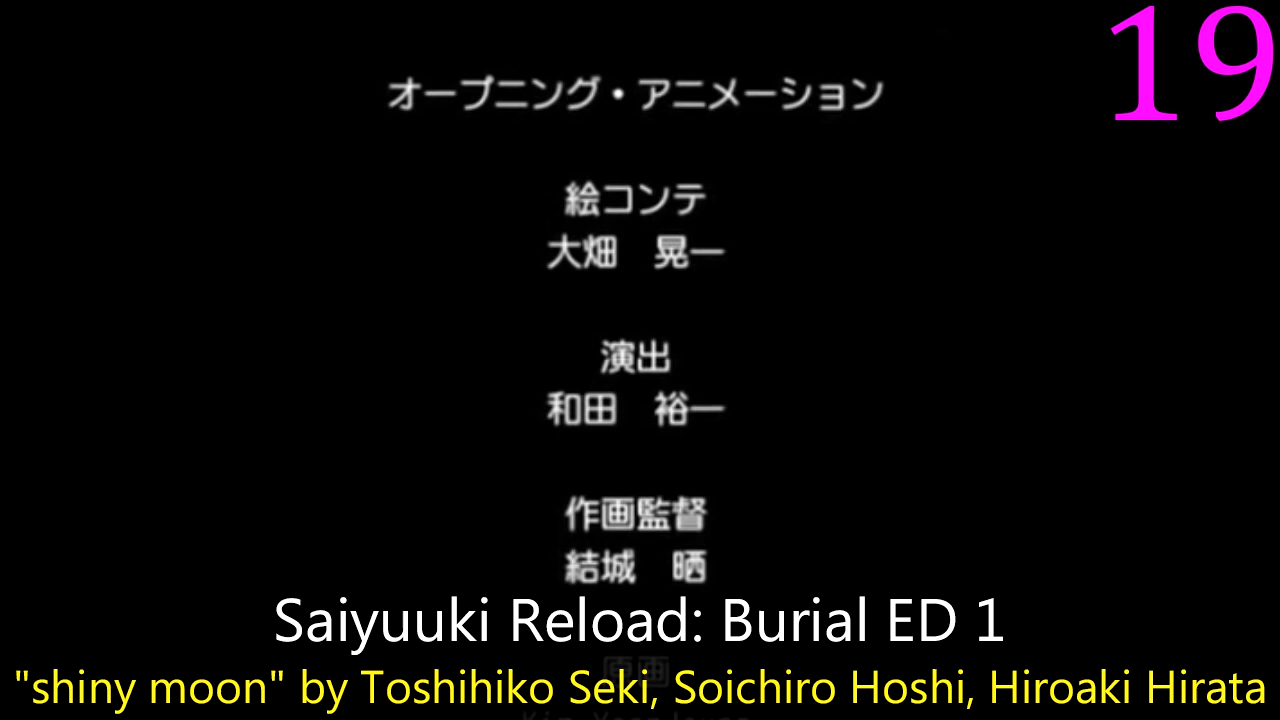 19
オープニング・アニメーション
絵コンテ
大畑 晃一
演出
和田 裕一
作画監督
結城 晒
Saiyuuki Reload: Burial ED 1
原画
"shiny moon" by Toshihiko Seki, Soichiro Hoshi, Hiroaki Hirata